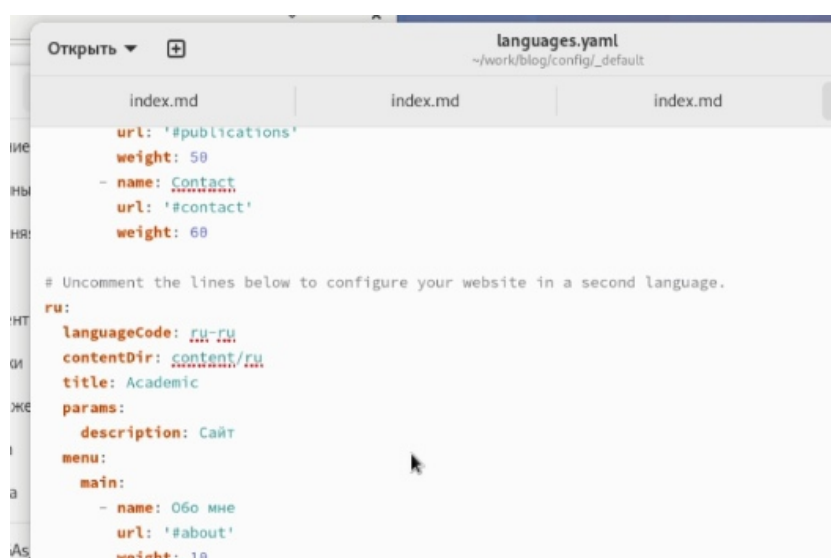 Открыть
languages.yaml
~/work/blog/config/_default
index.md index.md index.md
url: '#publications'
weight: 50
- name: Contact
url: '#contact'
weight: 60
# Uncomment the lines below to configure your website in a second language.
ru:
languageCode: ru-ru
contentDir: content/ru
title: Academic
params:
description: Сайт
menu:
main:
- name: Обо мне
url: '#about'
weight: 10